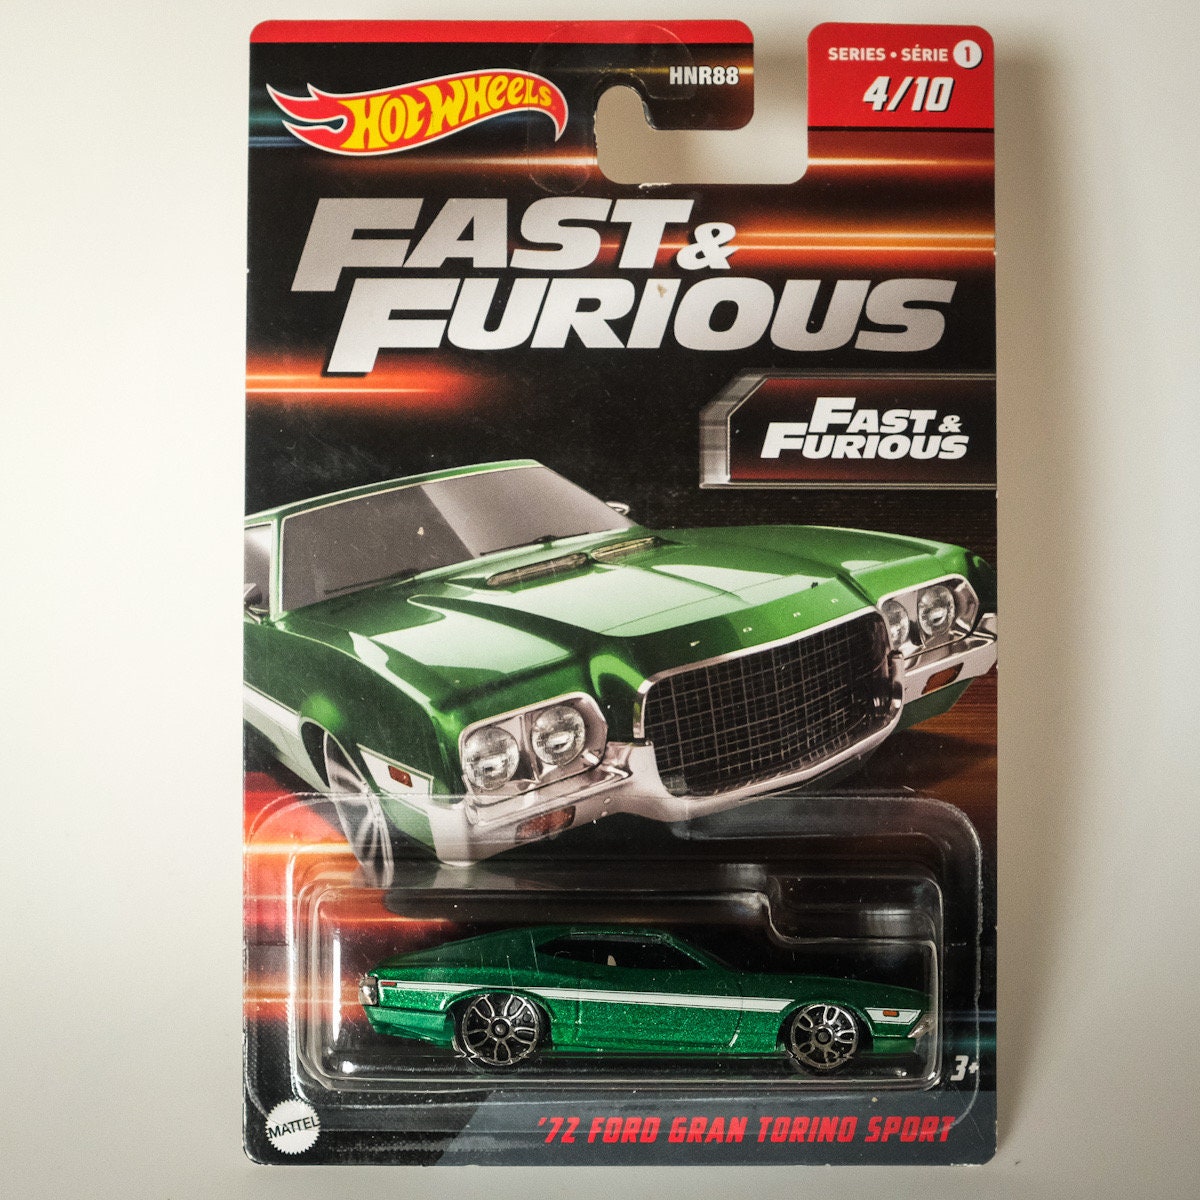 HOT WHEELS
HNR88
SERIES • SÉRIE 1
4/10
FAST &
FURIOUS
FAST &
FURIOUS
FORD
3+
MATTEL
'72 FORD GRAN TORINO SPORT